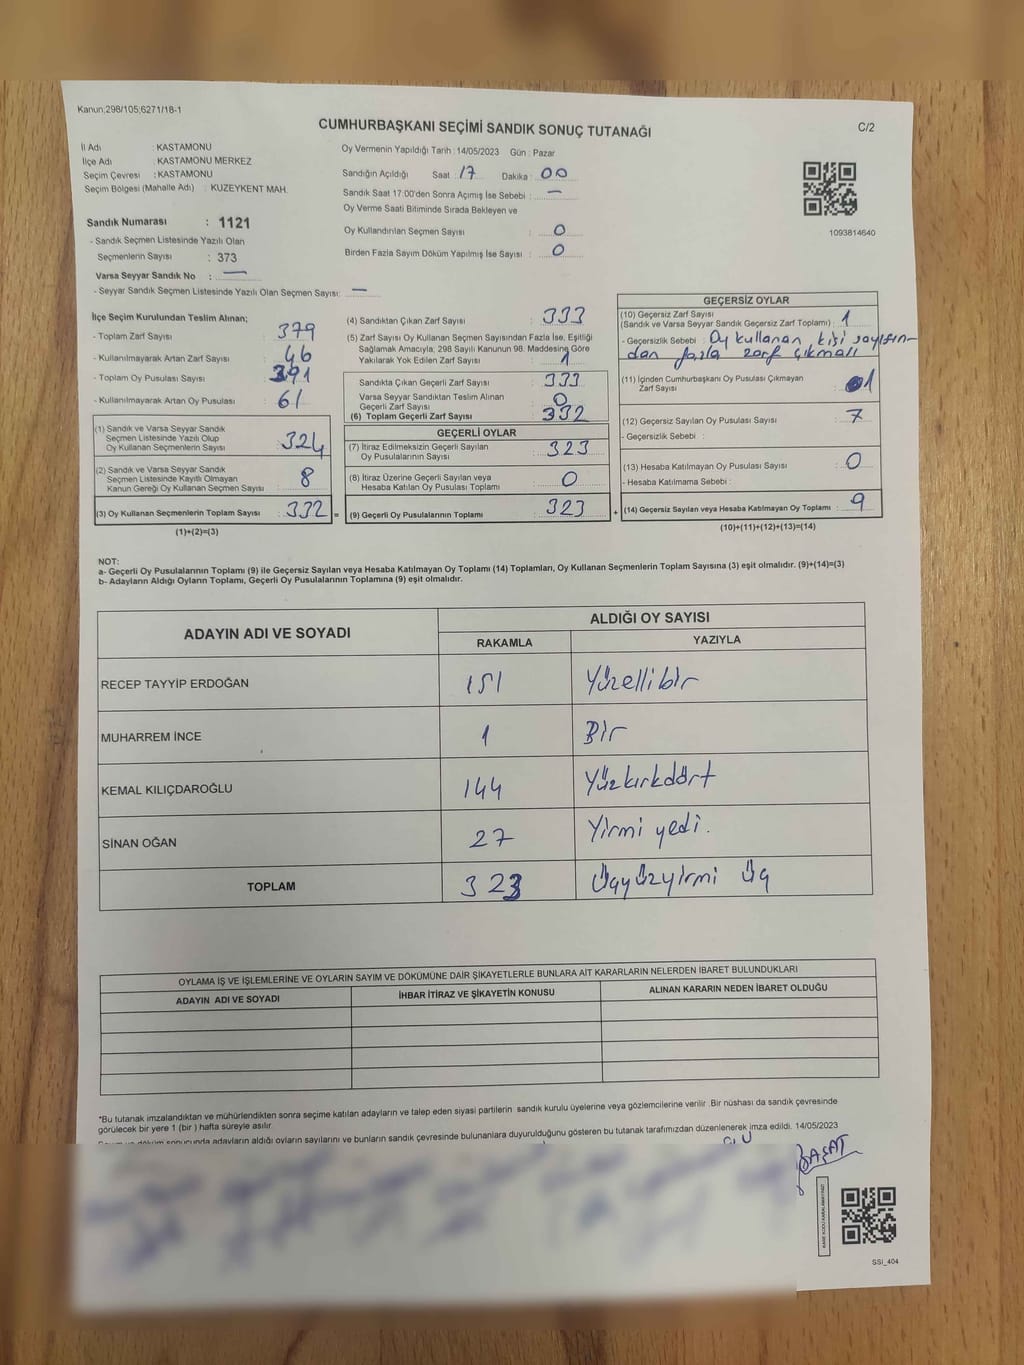 Kanun;298/105;6271/18-1
CUMHURBAŞKANI SEÇİMİ SANDIK SONUÇ TUTANAĞI
C/2
İl Adı : KASTAMONU
İlçe Adı : KASTAMONU MERKEZ
Seçim Çevresi : KASTAMONU
Seçim Bölgesi (Mahalle Adı) : KUZEYKENT MAH.
Sandık Numarası : 1121
- Sandık Seçmen Listesinde Yazılı Olan
Seçmenlerin Sayısı : 373
Varsa Seyyar Sandık No : —
- Seyyar Sandık Seçmen Listesinde Yazılı Olan Seçmen Sayısı: —
Oy Vermenin Yapıldığı Tarih : 14/05/2023 Gün : Pazar
Sandığın Açıldığı Saat : 17 Dakika : 00
Sandık Saat 17:00'den Sonra Açımış İse Sebebi : —
Oy Verme Saati Bitiminde Sırada Bekleyen ve
Oy Kullandırılan Seçmen Sayısı : 0
Birden Fazla Sayım Döküm Yapılmış İse Sayısı : 0
1093814640
İlçe Seçim Kurulundan Teslim Alınan;
- Toplam Zarf Sayısı : 379
- Kullanılmayarak Artan Zarf Sayısı : 46
- Toplam Oy Pusulası Sayısı : 391
- Kullanılmayarak Artan Oy Pusulası : 61
(1) Sandık ve Varsa Seyyar Sandık
Seçmen Listesinde Yazılı Olup
Oy Kullanan Seçmenlerin Sayısı : 324
(2) Sandık ve Varsa Seyyar Sandık
Seçmen Listesinde Kayıtlı Olmayan
Kanun Gereği Oy Kullanan Seçmen Sayısı : 8
(3) Oy Kullanan Seçmenlerin Toplam Sayısı : 332 =
(1)+(2)=(3)
(4) Sandıktan Çıkan Zarf Sayısı : 333
(5) Zarf Sayısı Oy Kullanan Seçmen Sayısından Fazla İse, Eşitliği
Sağlamak Amacıyla, 298 Sayılı Kanunun 98. Maddesine Göre
Yakılarak Yok Edilen Zarf Sayısı : 1
Sandıkta Çıkan Geçerli Zarf Sayısı : 333
Varsa Seyyar Sandıktan Teslim Alınan
Geçerli Zarf Sayısı : 0
(6) Toplam Geçerli Zarf Sayısı : 332
GEÇERLİ OYLAR
(7) İtiraz Edilmeksizin Geçerli Sayılan
Oy Pusulalarının Sayısı : 323
(8) İtiraz Üzerine Geçerli Sayılan veya
Hesaba Katılan Oy Pusulası Toplamı : 0
(9) Geçerli Oy Pusulalarının Toplamı : 323 +
GEÇERSİZ OYLAR
(10) Geçersiz Zarf Sayısı
(Sandık ve Varsa Seyyar Sandık Geçersiz Zarf Toplamı) : 1
- Geçersizlik Sebebi : Oy kullanan kişi sayısın-
dan fazla zarf çıkması
(11) İçinden Cumhurbaşkanı Oy Pusulası Çıkmayan
Zarf Sayısı : 1
(12) Geçersiz Sayılan Oy Pusulası Sayısı : 7
- Geçersizlik Sebebi :
(13) Hesaba Katılmayan Oy Pusulası Sayısı : 0
- Hesaba Katılmama Sebebi :
(14) Geçersiz Sayılan veya Hesaba Katılmayan Oy Toplamı : 9
(10)+(11)+(12)+(13)=(14)
NOT:
a- Geçerli Oy Pusulalarının Toplamı (9) ile Geçersiz Sayılan veya Hesaba Katılmayan Oy Toplamı (14) Toplamları, Oy Kullanan Seçmenlerin Toplam Sayısına (3) eşit olmalıdır. (9)+(14)=(3)
b- Adayların Aldığı Oyların Toplamı, Geçerli Oy Pusulalarının Toplamına (9) eşit olmalıdır.
ADAYIN ADI VE SOYADI
ALDIĞI OY SAYISI
RAKAMLA YAZIYLA
RECEP TAYYİP ERDOĞAN 151 Yüzellibir
MUHARREM İNCE 1 Bir
KEMAL KILIÇDAROĞLU 144 Yüzkırkdört
SİNAN OĞAN 27 Yirmi yedi.
TOPLAM 323 Üçyüzyirmi Üç
OYLAMA İŞ VE İŞLEMLERİNE VE OYLARIN SAYIM VE DÖKÜMÜNE DAİR ŞİKAYETLERLE BUNLARA AİT KARARLARIN NELERDEN İBARET BULUNDUKLARI
ADAYIN ADI VE SOYADI İHBAR İTİRAZ VE ŞİKAYETİN KONUSU ALINAN KARARIN NEDEN İBARET OLDUĞU
*Bu tutanak imzalandıktan ve mühürlendikten sonra seçime katılan adayların ve talep eden siyasi partilerin sandık kurulu üyelerine veya gözlemcilerine verilir. Bir nüshası da sandık çevresinde
görülecek bir yere 1 (bir) hafta süreyle asılır.
döküm sonucunda adayların aldığı oyların sayılarını ve bunların sandık çevresinde bulunanlara duyurulduğunu gösteren bu tutanak tarafımızdan düzenlenerek imza edildi. 14/05/2023
BAŞAT
SSİ_404